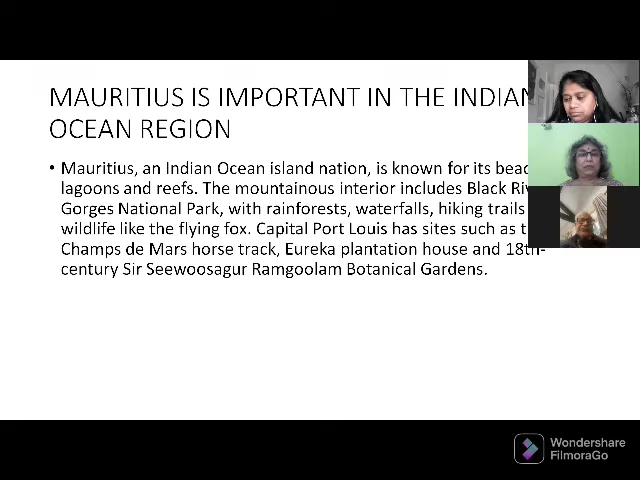 MAURITIUS IS IMPORTANT IN THE INDIAN
OCEAN REGION
• Mauritius, an Indian Ocean island nation, is known for its
lagoons and reefs. The mountainous interior includes Black
Gorges National Park, with rainforests, waterfalls, hiking trails
wildlife like the flying fox. Capital Port Louis has sites such as
Champs de Mars horse track, Eureka plantation house and 18th-
century Sir Seewoosagur Ramgoolam Botanical Gardens.
Wondershare
FilmoraGo